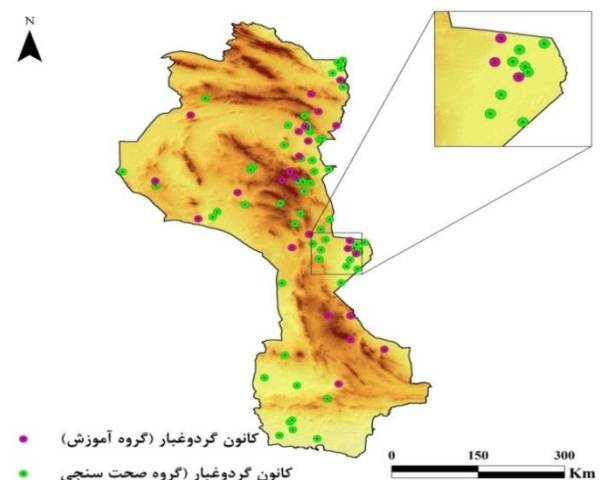 N
کانون گردوغبار (گروه آموزش)
کانون گردوغبار (گروه صحت سنجی
0 150 300
Km